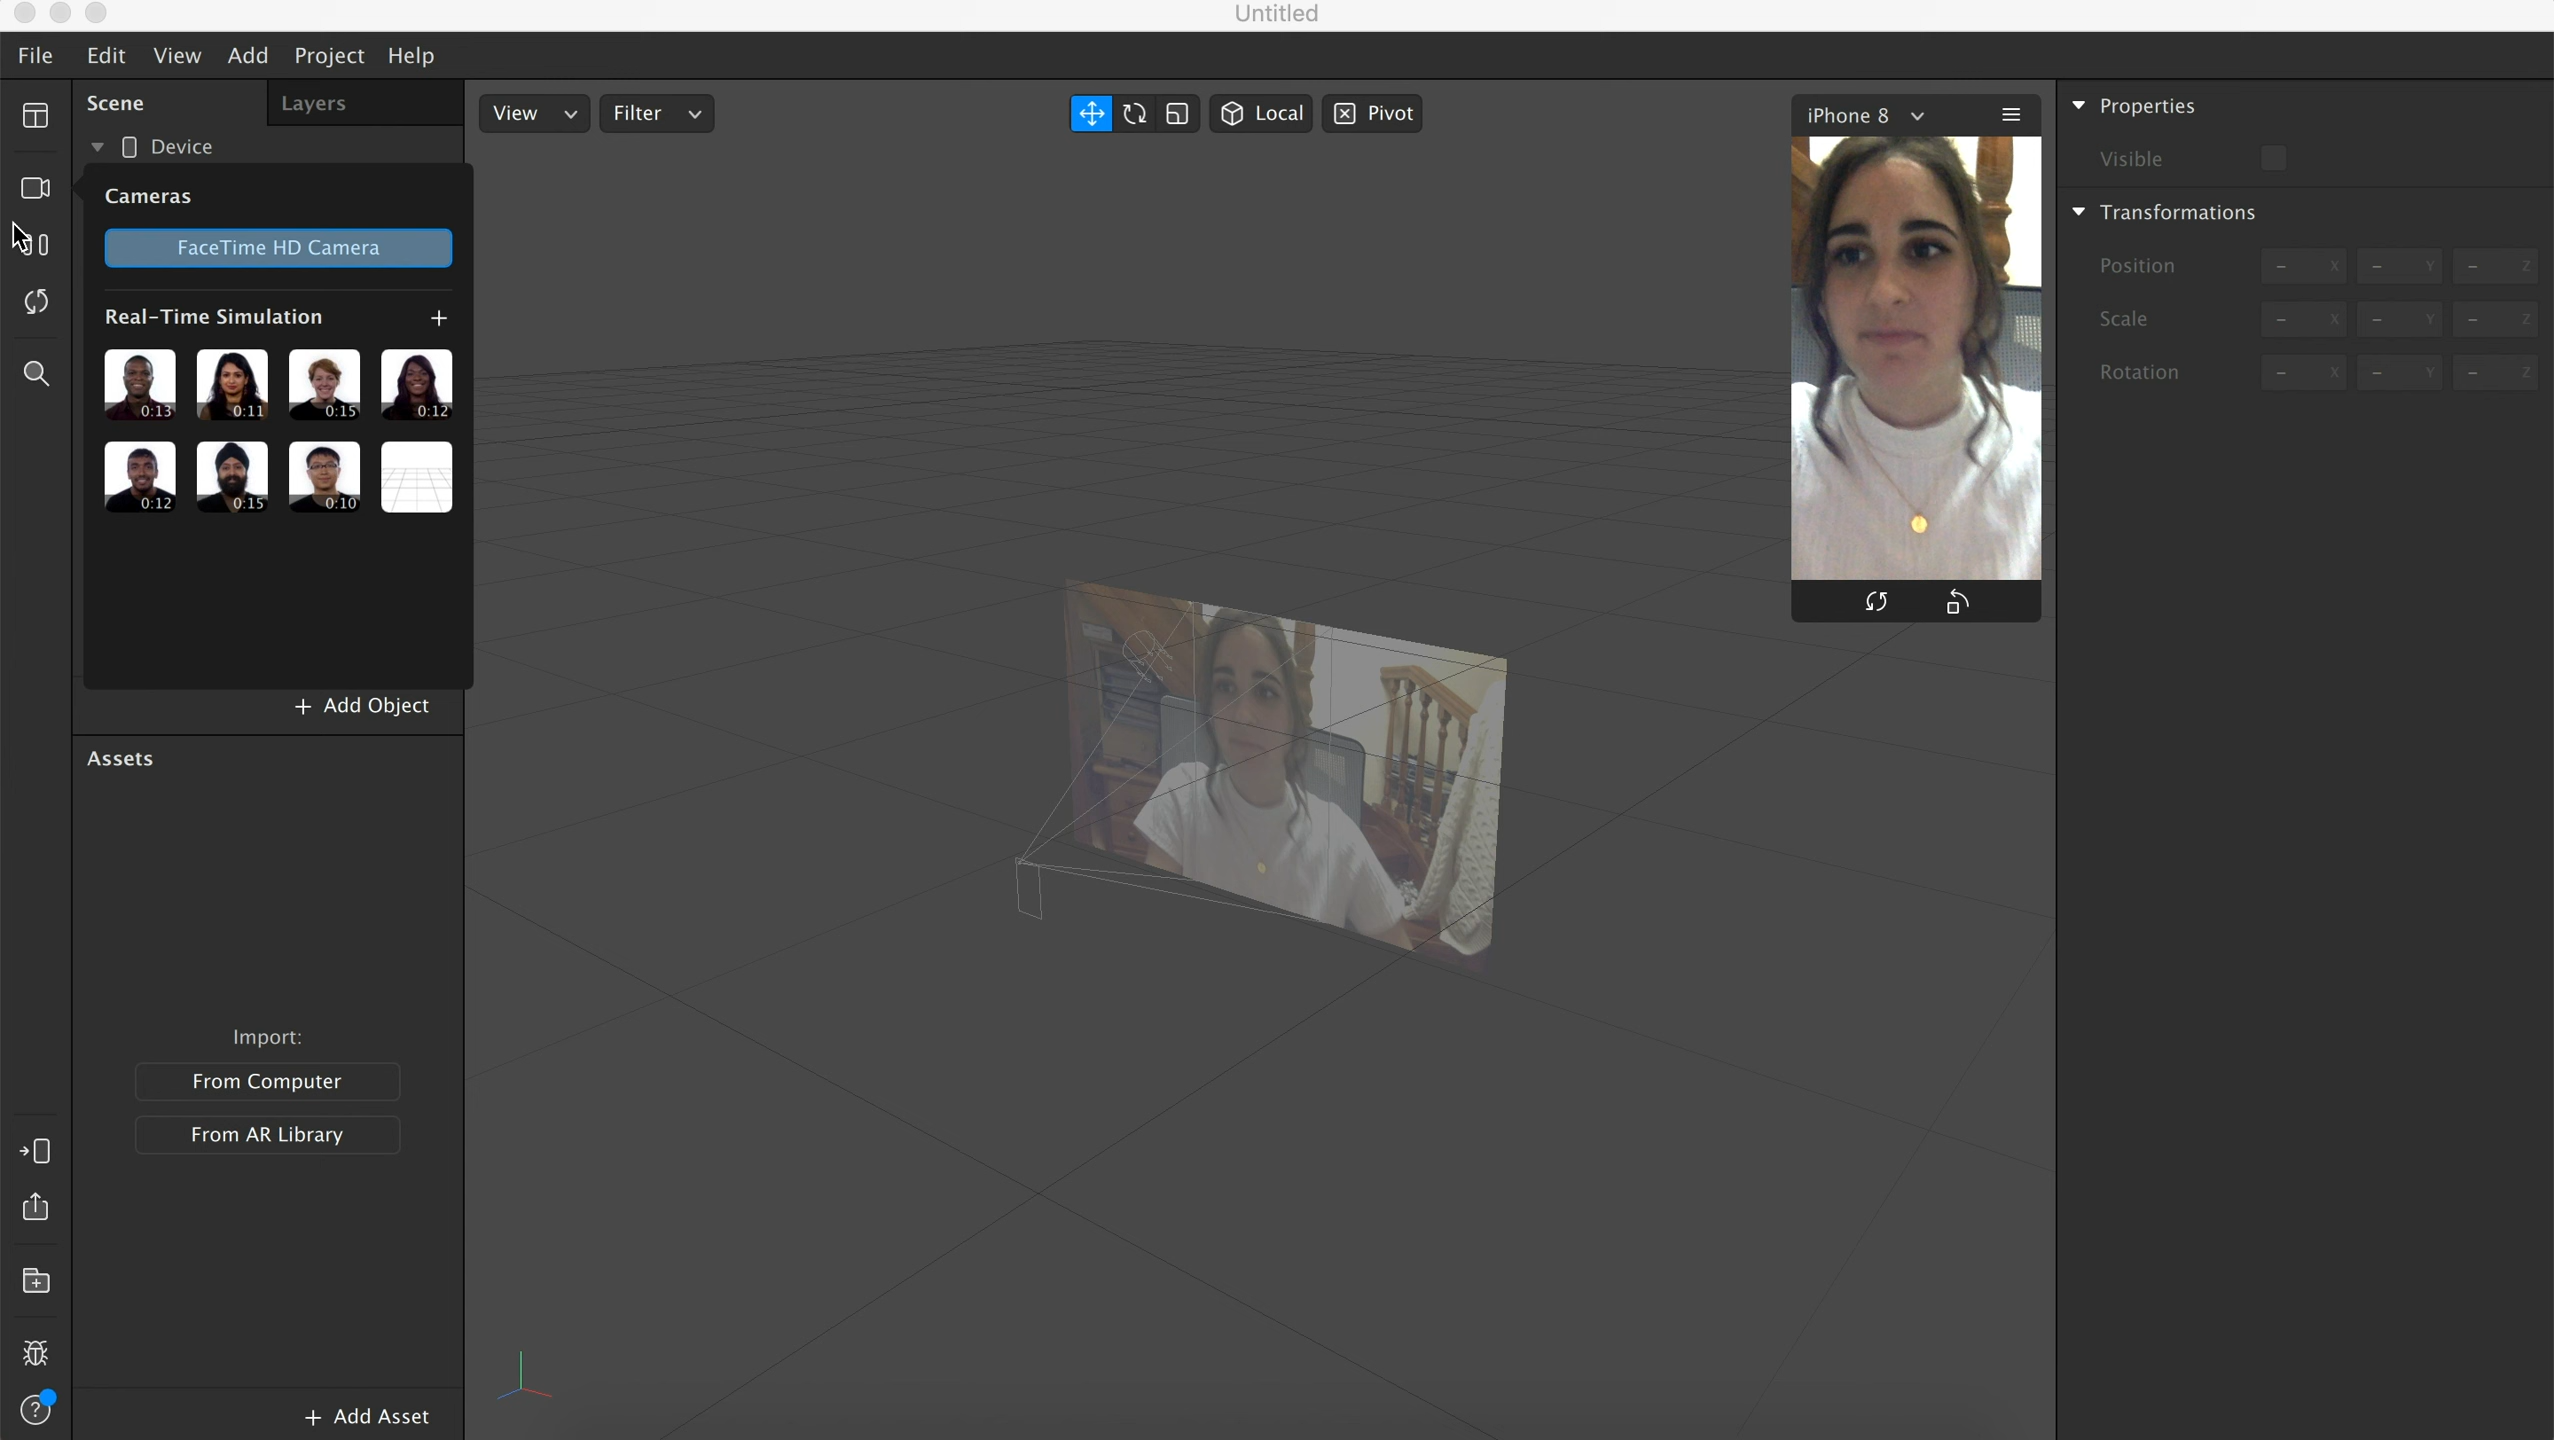 Untitled
File Edit View Add Project Help
Scene Layers
Device
Cameras
FaceTime HD Camera
Real-Time Simulation +
0:13 0:11 0:15 0:12
0:12 0:15 0:10
+ Add Object
Assets
Import:
From Computer
From AR Library
+ Add Asset
View Filter
Local Pivot
iPhone 8
Properties
Visible
Transformations
Position - X - Y - Z
Scale - X - Y - Z
Rotation - X - Y - Z